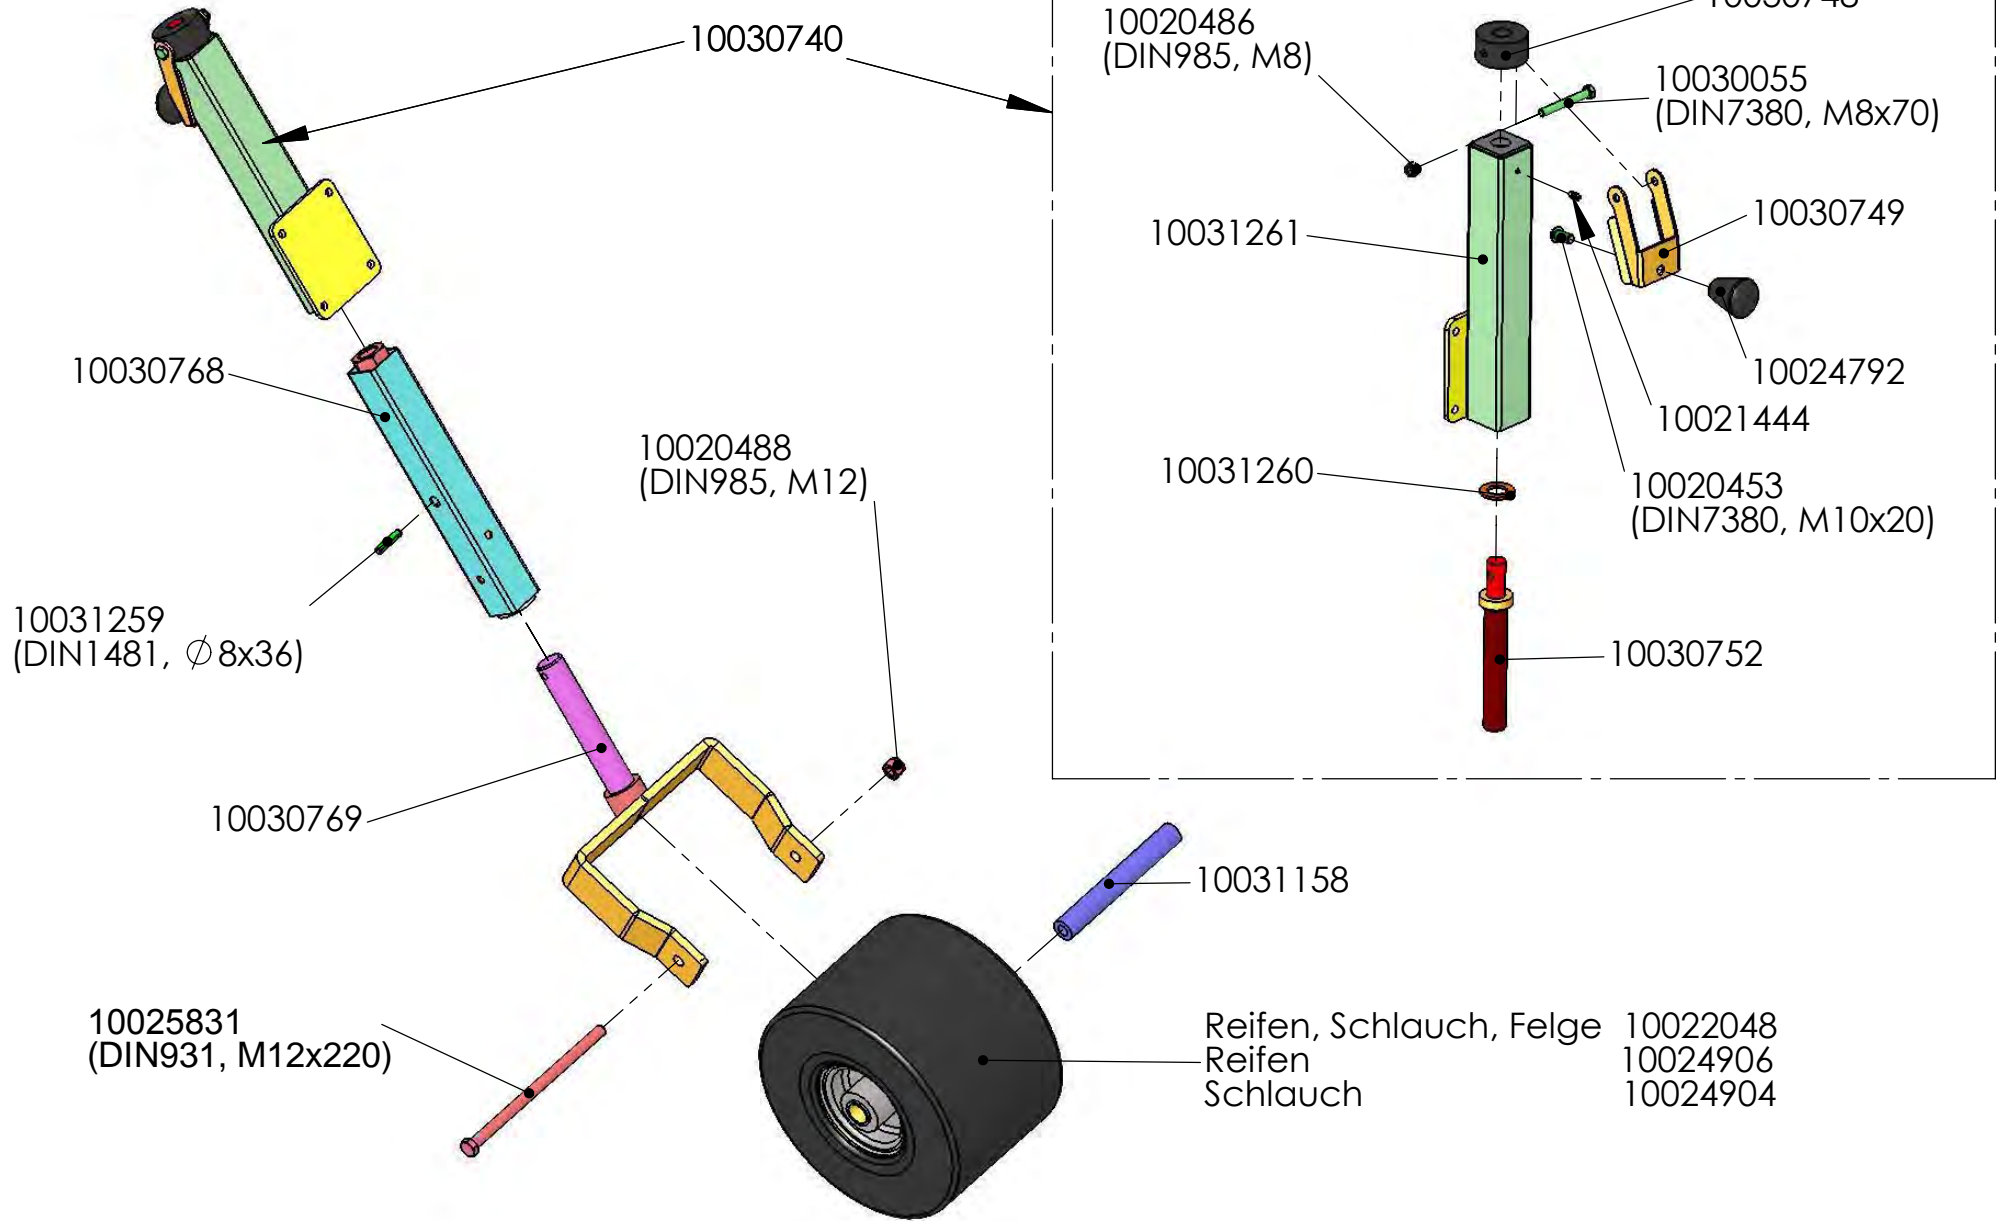 10030740
10020486
(DIN985, M8)
10030055
(DIN7380, M8x70)
10030749
10031261
10024792
10021444
10031260
10020453
(DIN7380, M10x20)
10030752
10030768
10020488
(DIN985, M12)
10031259
(DIN1481, ∅8x36)
10030769
10031158
10025831
(DIN931, M12x220)
Reifen, Schlauch, Felge 10022048
Reifen 10024906
Schlauch 10024904